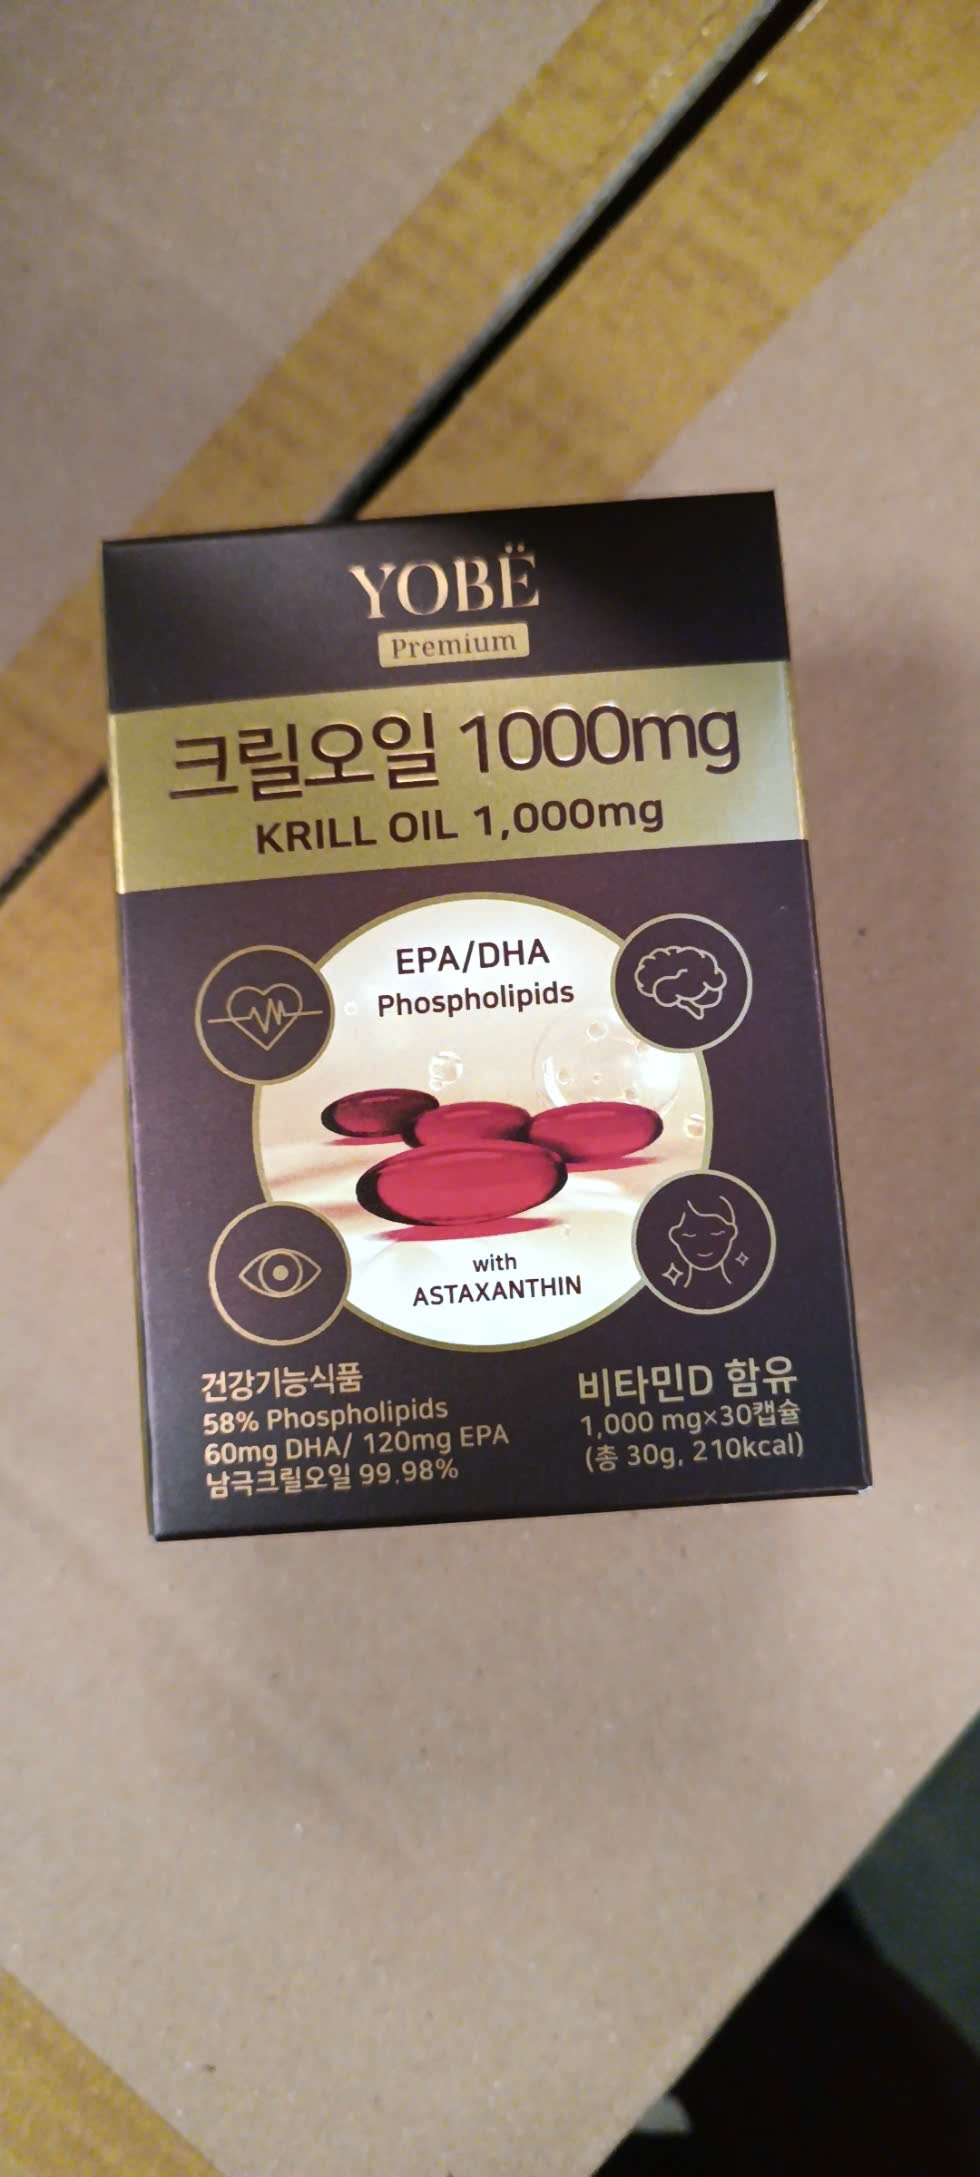 YOBË
Premium
크릴오일 1000mg
KRILL OIL 1,000mg
EPA/DHA
Phospholipids
with
ASTAXANTHIN
건강기능식품
58% Phospholipids
60mg DHA/ 120mg EPA
남극크릴오일 99.98%
비타민D 함유
1,000 mg×30캡슐
(총 30g, 210kcal)